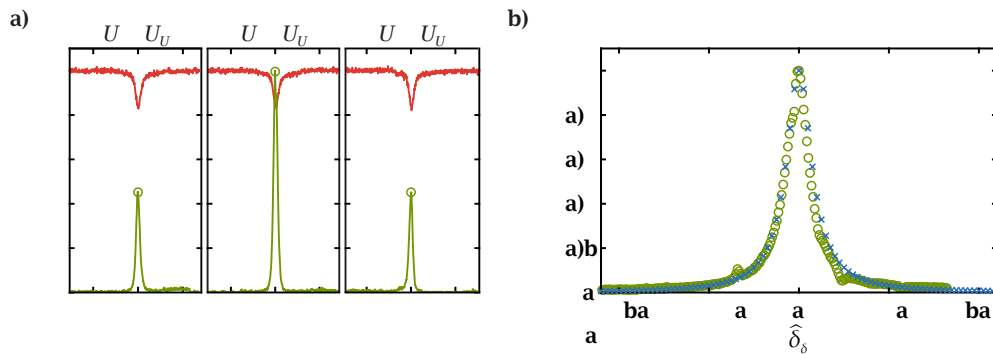 a)
U U_U U U_U U U_U
b)
a)
a)
a)
a)b
a
ba a a a ba
a
δ̂_δ